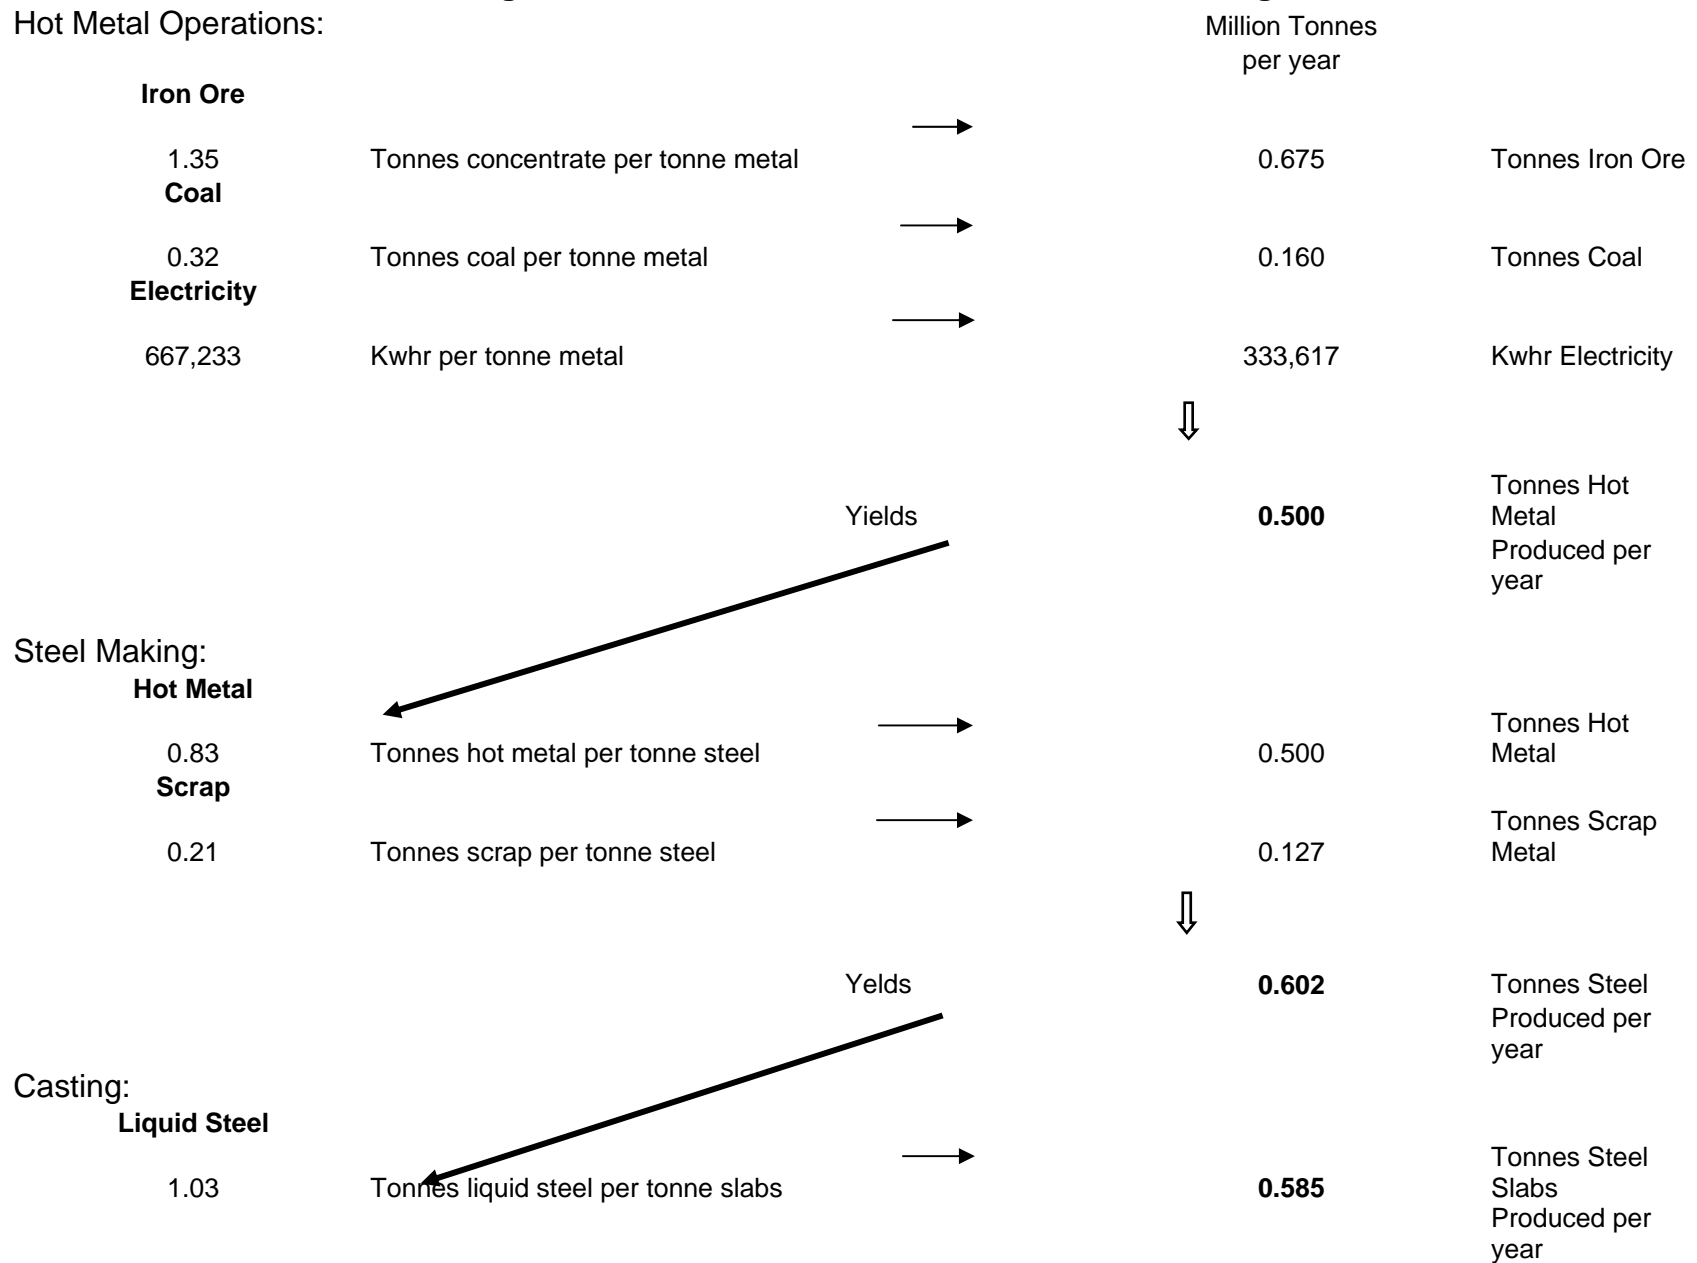 Hot Metal Operations:
Million Tonnes
per year
Iron Ore
1.35 Tonnes concentrate per tonne metal 0.675 Tonnes Iron Ore
Coal
0.32 Tonnes coal per tonne metal 0.160 Tonnes Coal
Electricity
667,233 Kwhr per tonne metal 333,617 Kwhr Electricity
Yields 0.500 Tonnes Hot
Metal
Produced per
year
Steel Making:
Hot Metal
0.83 Tonnes hot metal per tonne steel 0.500 Tonnes Hot
Metal
Scrap
0.21 Tonnes scrap per tonne steel 0.127 Tonnes Scrap
Metal
Yelds 0.602 Tonnes Steel
Produced per
year
Casting:
Liquid Steel
1.03 Tonnes liquid steel per tonne slabs 0.585 Tonnes Steel
Slabs
Produced per
year